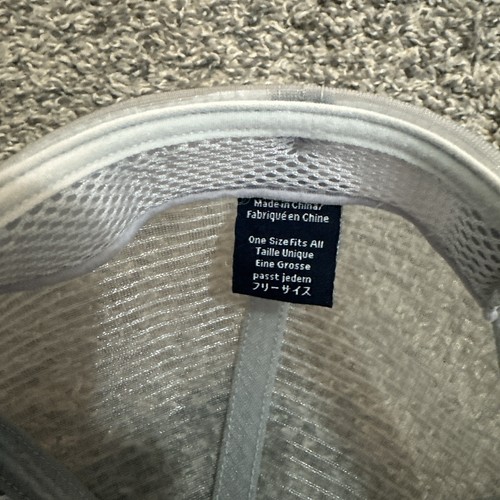 Made in China/
Fabriqué en Chine
One Size Fits All
Taille Unique
Eine Grosse
passt jedem
フリーサイズ